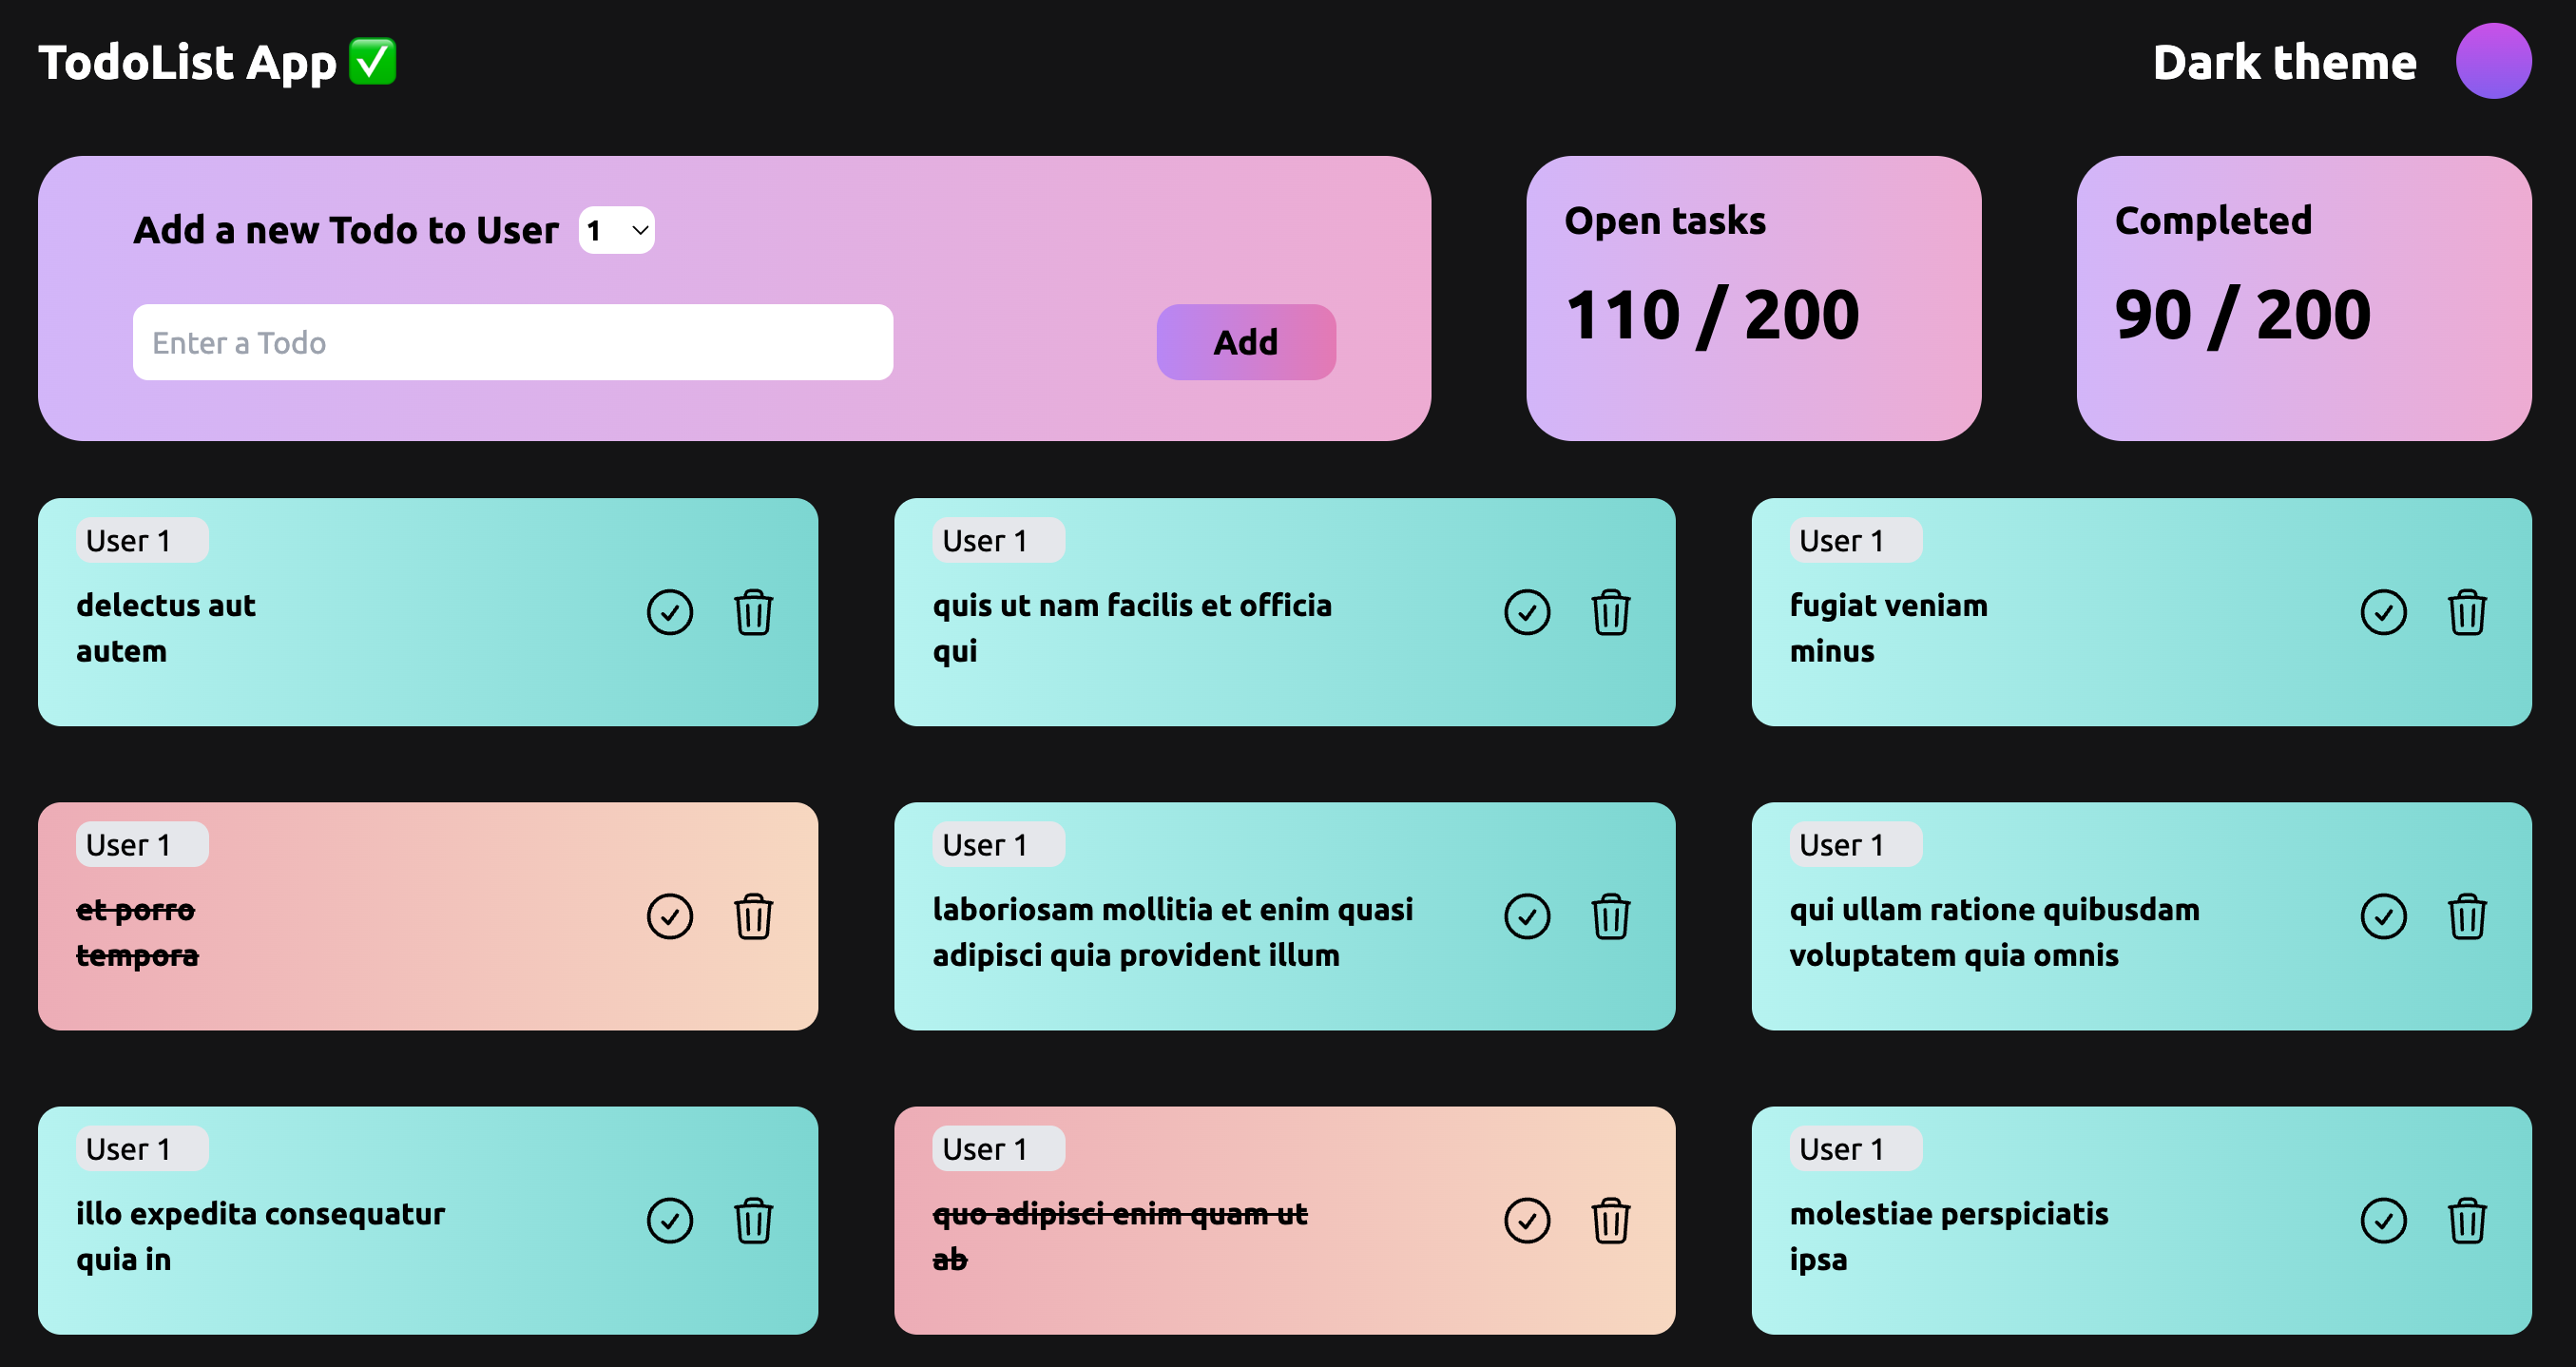 TodoList App ✅
Dark theme
Add a new Todo to User 1
Enter a Todo
Add
Open tasks
110 / 200
Completed
90 / 200
User 1
delectus aut
autem
User 1
quis ut nam facilis et officia
qui
User 1
fugiat veniam
minus
User 1
et porro
tempora
User 1
laboriosam mollitia et enim quasi
adipisci quia provident illum
User 1
qui ullam ratione quibusdam
voluptatem quia omnis
User 1
illo expedita consequatur
quia in
User 1
quo adipisci enim quam ut
ab
User 1
molestiae perspiciatis
ipsa